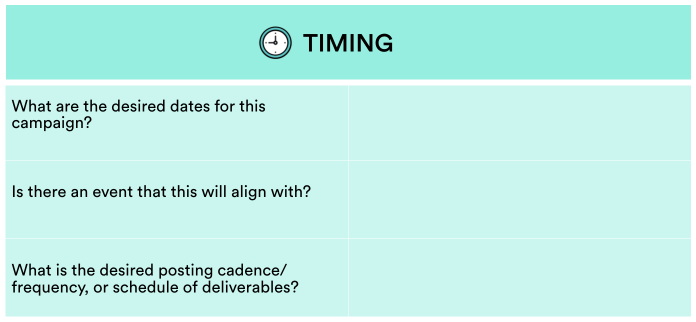 TIMING
What are the desired dates for this
campaign?
Is there an event that this will align with?
What is the desired posting cadence/
frequency, or schedule of deliverables?